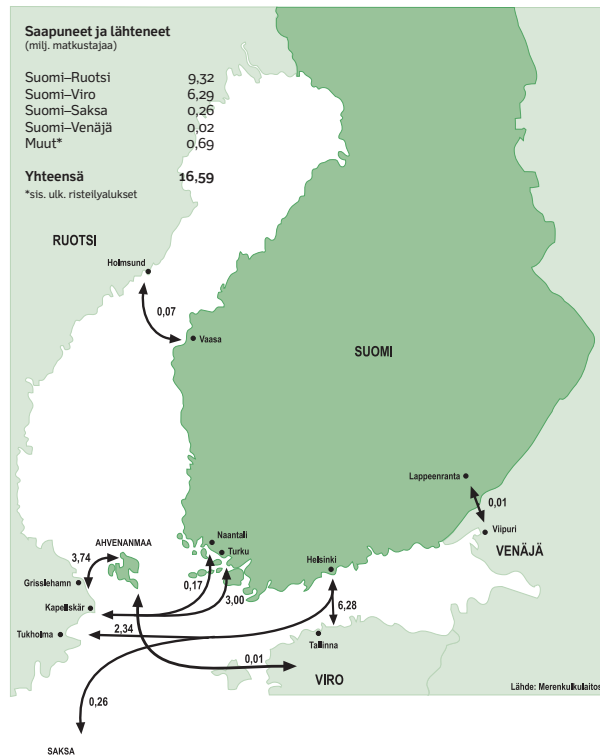 Saapuneet ja lähteneet
(milj. matkustajaa)
Suomi–Ruotsi 9,32
Suomi–Viro 6,29
Suomi–Saksa 0,26
Suomi–Venäjä 0,02
Muut* 0,69
Yhteensä 16,59
*sis. ulk. risteilyalukset
RUOTSI
Holmsund
0,07
Vaasa
SUOMI
Lappeenranta
0,01
Viipuri
VENÄJÄ
Naantali
Turku
AHVENANMAA
3,74
Helsinki
Grisslehamn
0,17
3,00
6,28
Kapellskär
2,34
Tukholma
Tallinna
0,01
VIRO
Lähde: Merenkulkulaitos
0,26
SAKSA